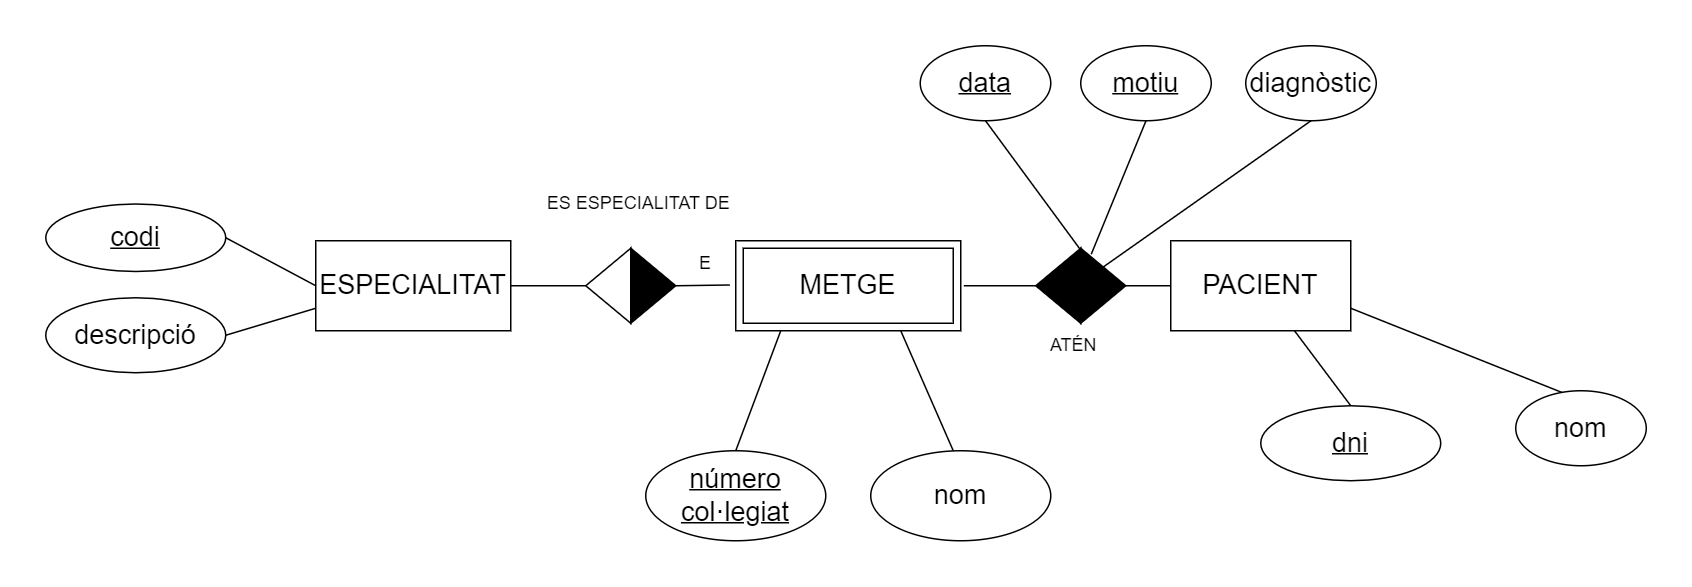 data
motiu
diagnòstic
ES ESPECIALITAT DE
codi
descripció
ESPECIALITAT
E
METGE
ATÉN
PACIENT
número
col·legiat
nom
dni
nom